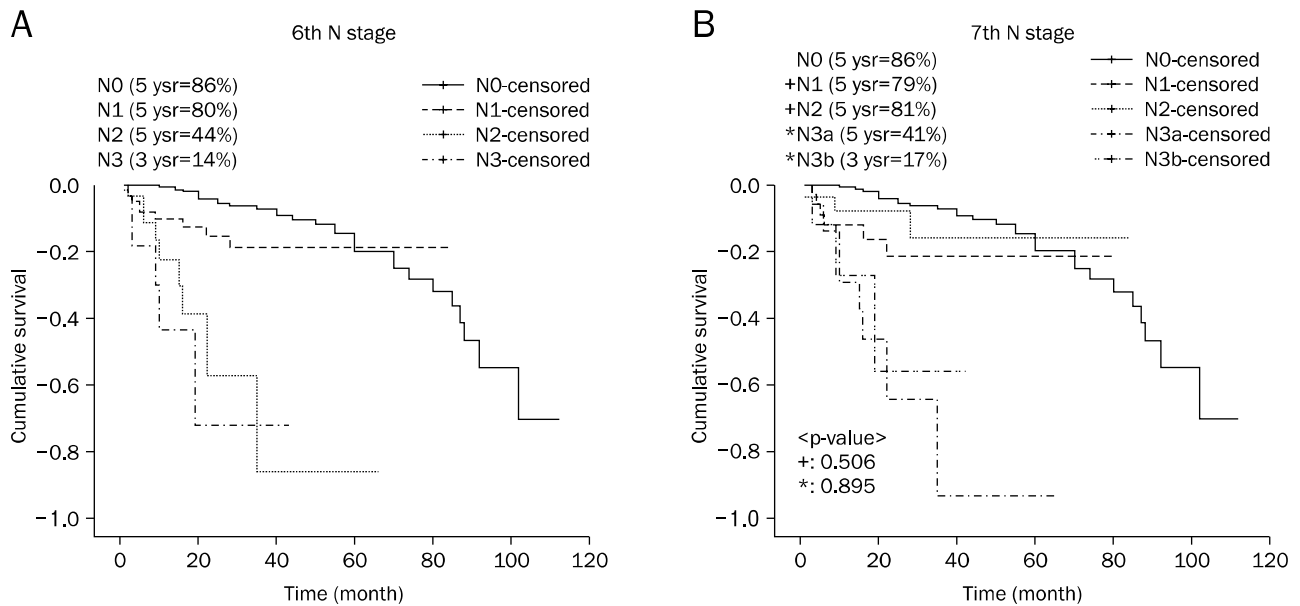 A
6th N stage
N0 (5 ysr=86%)
N1 (5 ysr=80%)
N2 (5 ysr=44%)
N3 (3 ysr=14%)
N0-censored
N1-censored
N2-censored
N3-censored
Cumulative survival
0.0
−0.2
−0.4
−0.6
−0.8
−1.0
0 20 40 60 80 100 120
Time (month)
B
7th N stage
N0 (5 ysr=86%)
+N1 (5 ysr=79%)
+N2 (5 ysr=81%)
*N3a (5 ysr=41%)
*N3b (3 ysr=17%)
N0-censored
N1-censored
N2-censored
N3a-censored
N3b-censored
Cumulative survival
0.0
−0.2
−0.4
−0.6
−0.8
−1.0
<p-value>
+: 0.506
*: 0.895
0 20 40 60 80 100 120
Time (month)